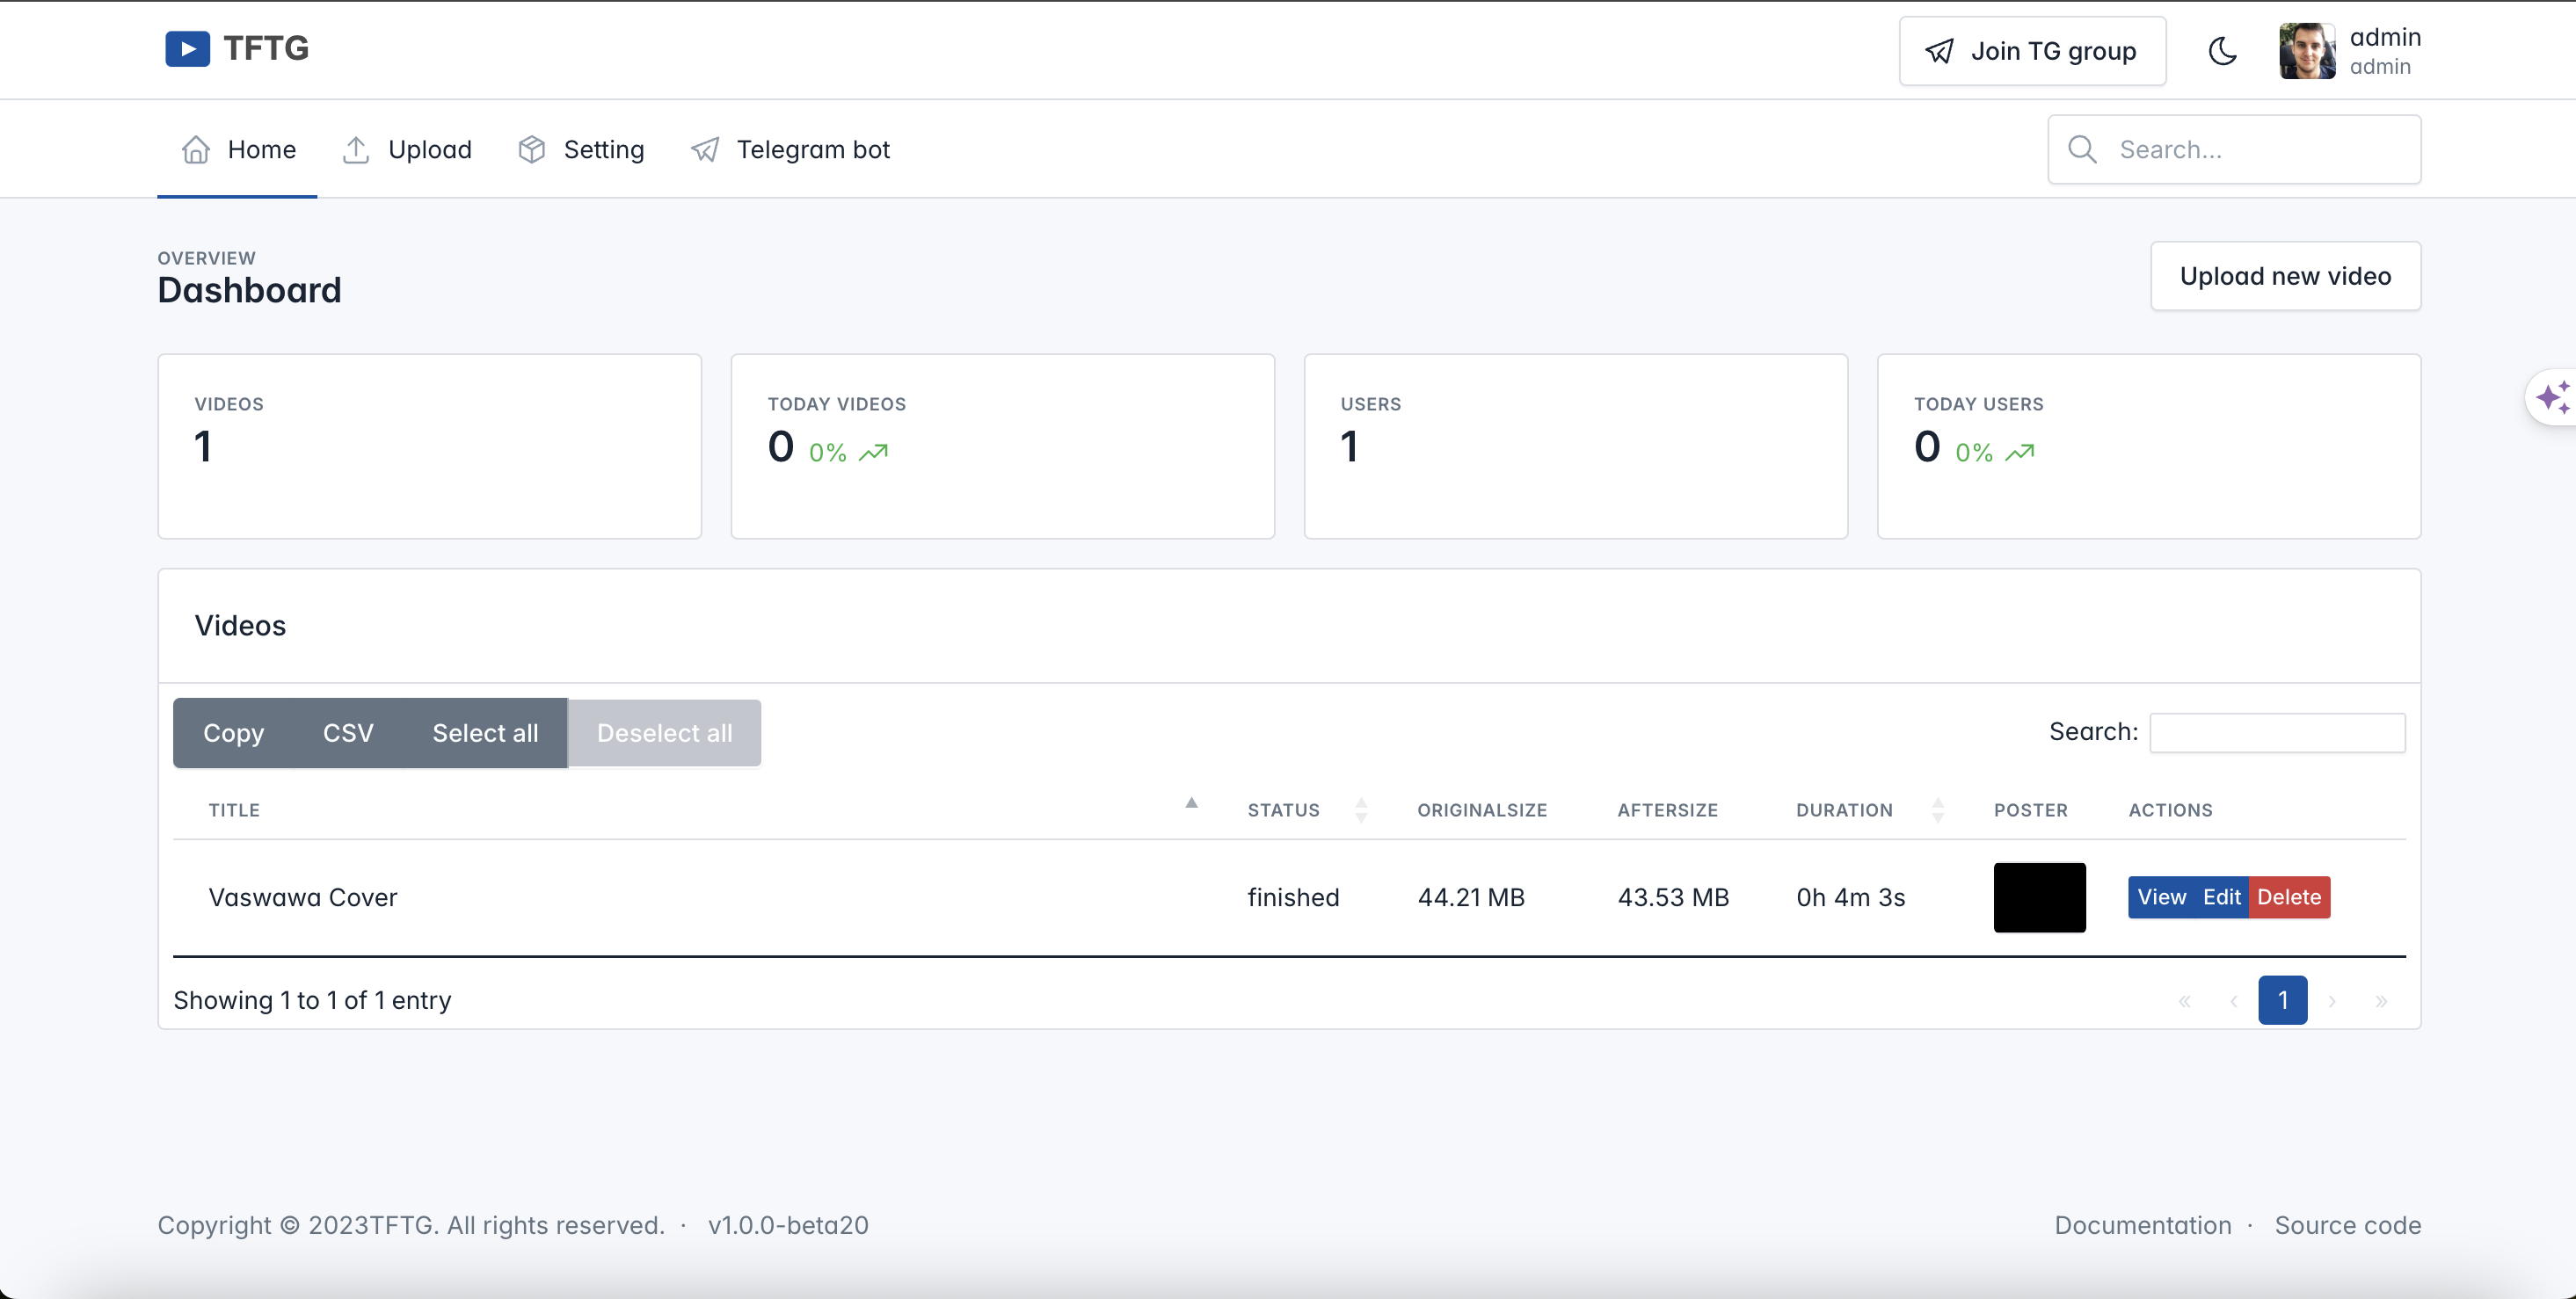 TFTG
Join TG group
admin
admin
Home
Upload
Setting
Telegram bot
Search...
OVERVIEW
Dashboard
Upload new video
VIDEOS
1
TODAY VIDEOS
0 0%
USERS
1
TODAY USERS
0 0%
Videos
Copy CSV Select all Deselect all
Search:
TITLE STATUS ORIGINALSIZE AFTERSIZE DURATION POSTER ACTIONS
Vaswawa Cover finished 44.21 MB 43.53 MB 0h 4m 3s View Edit Delete
Showing 1 to 1 of 1 entry
« ‹ 1 › »
Copyright © 2023TFTG. All rights reserved. · v1.0.0-beta20
Documentation · Source code